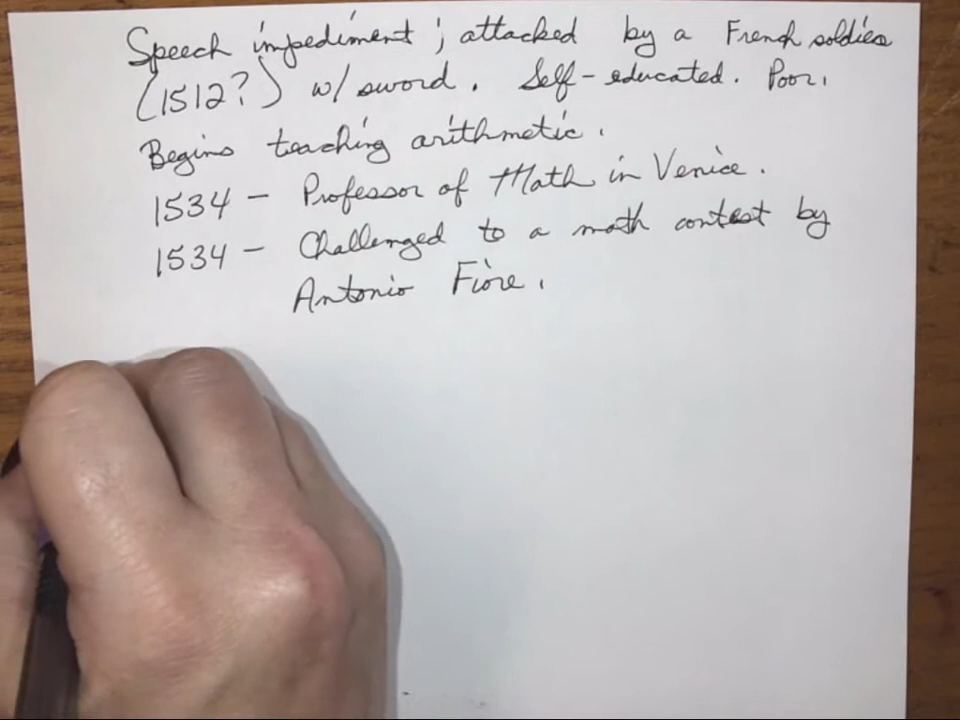 Speech impediment; attacked by a French soldier
(1512?) w/ sword. Self-educated. Poor.
Begins teaching arithmetic.
1534 - Professor of Math in Venice.
1534 - Challenged to a math contest by
Antonio Fiore.